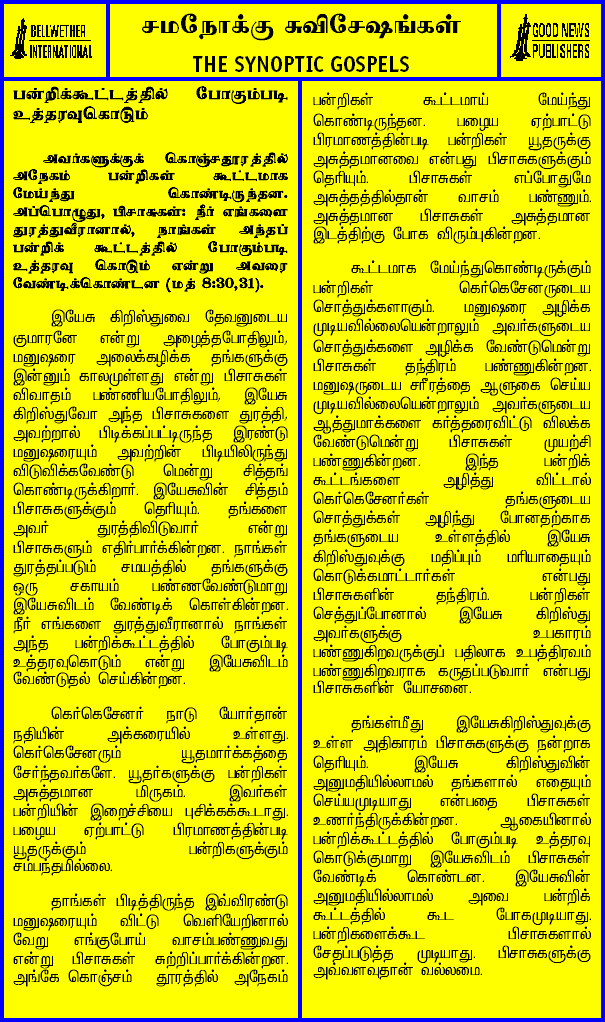 BELLWETHER
INTERNATIONAL
சமநோக்கு சுவிசேஷங்கள்
THE SYNOPTIC GOSPELS
GOOD NEWS
PUBLISHERS
பன்றிக்கூட்டத்தில் போகும்படி
உத்தரவுகொடும்
அவர்களுக்குக் கொஞ்சதூரத்தில்
அநேகம் பன்றிகள் கூட்டமாக
மேய்ந்து கொண்டிருந்தன.
அப்பொழுது, பிசாசுகள்: நீர் எங்களை
துரத்துவீரானால், நாங்கள் அந்தப்
பன்றிக் கூட்டத்தில் போகும்படி
உத்தரவு கொடும் என்று அவரை
வேண்டிக்கொண்டன (மத் 8:30,31).
இயேசு கிறிஸ்துவை தேவனுடைய
குமாரனே என்று அழைத்தபோதிலும்,
மனுஷரை அலைக்கழிக்க தங்களுக்கு
இன்னும் காலமுள்ளது என்று பிசாசுகள்
விவாதம் பண்ணியபோதிலும், இயேசு
கிறிஸ்துவோ அந்த பிசாசுகளை துரத்தி,
அவற்றால் பிடிக்கப்பட்டிருந்த இரண்டு
மனுஷரையும் அவற்றின் பிடியிலிருந்து
விடுவிக்கவேண்டு மென்று சித்தங்
கொண்டிருக்கிறார். இயேசுவின் சித்தம்
பிசாசுகளுக்கும் தெரியும். தங்களை
அவர் துரத்திவிடுவார் என்று
பிசாசுகளும் எதிர்பார்க்கின்றன. நாங்கள்
துரத்தப்படும் சமயத்தில் தங்களுக்கு
ஒரு சகாயம் பண்ணவேண்டுமாறு
இயேசுவிடம் வேண்டிக் கொள்கின்றன.
நீர் எங்களை துரத்துவீரானால் நாங்கள்
அந்த பன்றிக்கூட்டத்தில் போகும்படி
உத்தரவுகொடும் என்று இயேசுவிடம்
வேண்டுதல் செய்கின்றன.
கெர்கெசேனர் நாடு யோர்தான்
நதியின் அக்கரையில் உள்ளது.
கெர்கெசேனரும் யூதமார்க்கத்தை
சேர்ந்தவர்களே. யூதர்களுக்கு பன்றிகள்
அசுத்தமான மிருகம். இவர்கள்
பன்றியின் இறைச்சியை புசிக்கக்கூடாது.
பழைய ஏற்பாட்டு பிரமாணத்தின்படி
யூதருக்கும் பன்றிகளுக்கும்
சம்பந்தமில்லை.
தாங்கள் பிடித்திருந்த இவ்விரண்டு
மனுஷரையும் விட்டு வெளியேறினால்
வேறு எங்குபோய் வாசம்பண்ணுவது
என்று பிசாசுகள் சுற்றிப்பார்க்கின்றன.
அங்கே கொஞ்சம் தூரத்தில் அநேகம்
பன்றிகள் கூட்டமாய் மேய்ந்து
கொண்டிருந்தன. பழைய ஏற்பாட்டு
பிரமாணத்தின்படி பன்றிகள் யூதருக்கு
அசுத்தமானவை என்பது பிசாசுகளுக்கும்
தெரியும். பிசாசுகள் எப்போதுமே
அசுத்தத்தில்தான் வாசம் பண்ணும்.
அசுத்தமான பிசாசுகள் அசுத்தமான
இடத்திற்கு போக விரும்புகின்றன.
கூட்டமாக மேய்ந்துகொண்டிருக்கும்
பன்றிகள் கெர்கெசேனருடைய
சொத்துக்களாகும். மனுஷரை அழிக்க
முடியவில்லையென்றாலும் அவர்களுடைய
சொத்துக்களை அழிக்க வேண்டுமென்று
பிசாசுகள் தந்திரம் பண்ணுகின்றன.
மனுஷருடைய சரீரத்தை ஆளுகை செய்ய
முடியவில்லையென்றாலும் அவர்களுடைய
ஆத்துமாக்களை கர்த்தரைவிட்டு விலக்க
வேண்டுமென்று பிசாசுகள் முயற்சி
பண்ணுகின்றன. இந்த பன்றிக்
கூட்டங்களை அழித்து விட்டால்
கெர்கெசேனர்கள் தங்களுடைய
சொத்துக்கள் அழிந்து போனதற்காக
தங்களுடைய உள்ளத்தில் இயேசு
கிறிஸ்துவுக்கு மதிப்பும் மரியாதையும்
கொடுக்கமாட்டார்கள் என்பது
பிசாசுகளின் தந்திரம். பன்றிகள்
செத்துப்போனால் இயேசு கிறிஸ்து
அவர்களுக்கு உபகாரம்
பண்ணுகிறவருக்குப் பதிலாக உபத்திரவம்
பண்ணுகிறவராக கருதப்படுவார் என்பது
பிசாசுகளின் யோசனை.
தங்கள்மீது இயேசுகிறிஸ்துவுக்கு
உள்ள அதிகாரம் பிசாசுகளுக்கு நன்றாக
தெரியும். இயேசு கிறிஸ்துவின்
அனுமதியில்லாமல் தங்களால் எதையும்
செய்யமுடியாது என்பதை பிசாசுகள்
உணர்ந்திருக்கின்றன. ஆகையினால்
பன்றிக்கூட்டத்தில் போகும்படி உத்தரவு
கொடுக்குமாறு இயேசுவிடம் பிசாசுகள்
வேண்டிக் கொண்டன. இயேசுவின்
அனுமதியில்லாமல் அவை பன்றிக்
கூட்டத்தில் கூட போகமுடியாது.
பன்றிகளைக்கூட பிசாசுகளால்
சேதப்படுத்த முடியாது. பிசாசுகளுக்கு
அவ்வளவுதான் வல்லமை.